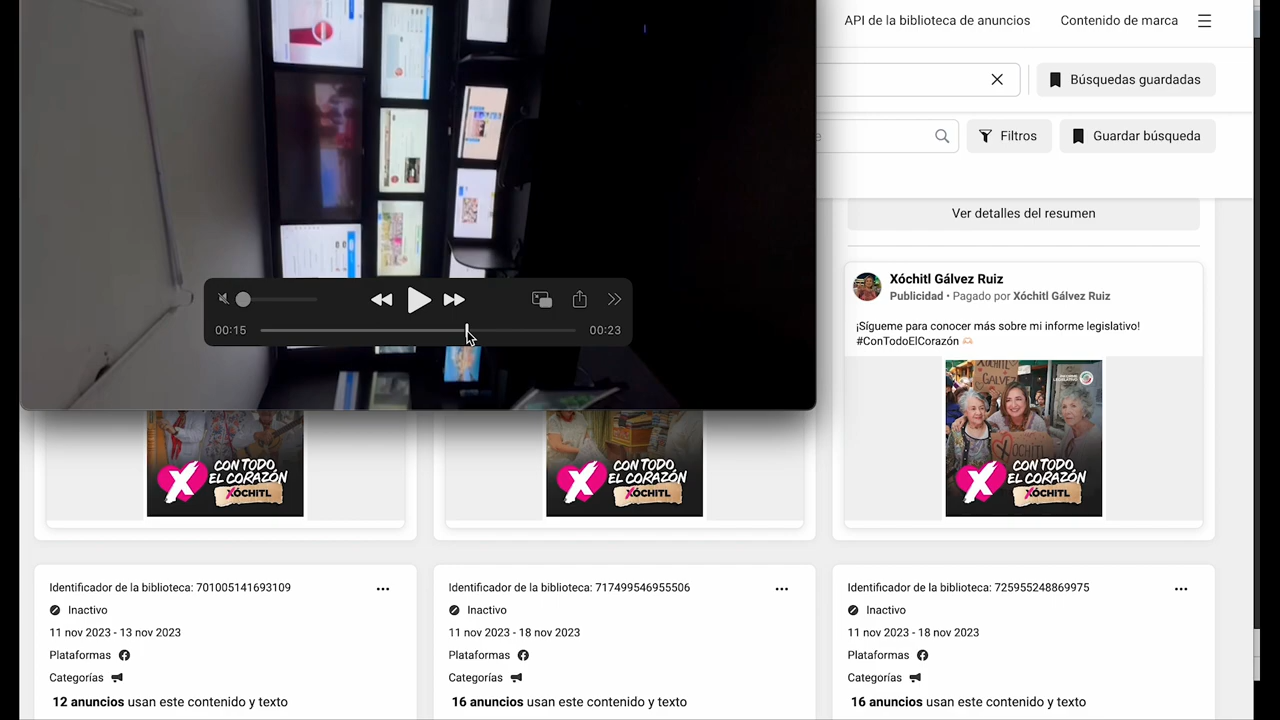 API de la biblioteca de anuncios
Contenido de marca
Búsquedas guardadas
Filtros
Guardar búsqueda
Ver detalles del resumen
00:15
00:23
Xóchitl Gálvez Ruiz
Publicidad • Pagado por Xóchitl Gálvez Ruiz
¡Sígueme para conocer más sobre mi informe legislativo!
#ConTodoElCorazón
XÓCHITL
GÁLVEZ
XÓCHITL
X CON TODO
EL CORAZÓN
XÓCHITL
X CON TODO
EL CORAZÓN
XÓCHITL
X CON TODO
EL CORAZÓN
XÓCHITL
Identificador de la biblioteca: 701005141693109
Inactivo
11 nov 2023 - 13 nov 2023
Plataformas
Categorías
12 anuncios usan este contenido y texto
Identificador de la biblioteca: 717499546955506
Inactivo
11 nov 2023 - 18 nov 2023
Plataformas
Categorías
16 anuncios usan este contenido y texto
Identificador de la biblioteca: 725955248869975
Inactivo
11 nov 2023 - 18 nov 2023
Plataformas
Categorías
16 anuncios usan este contenido y texto